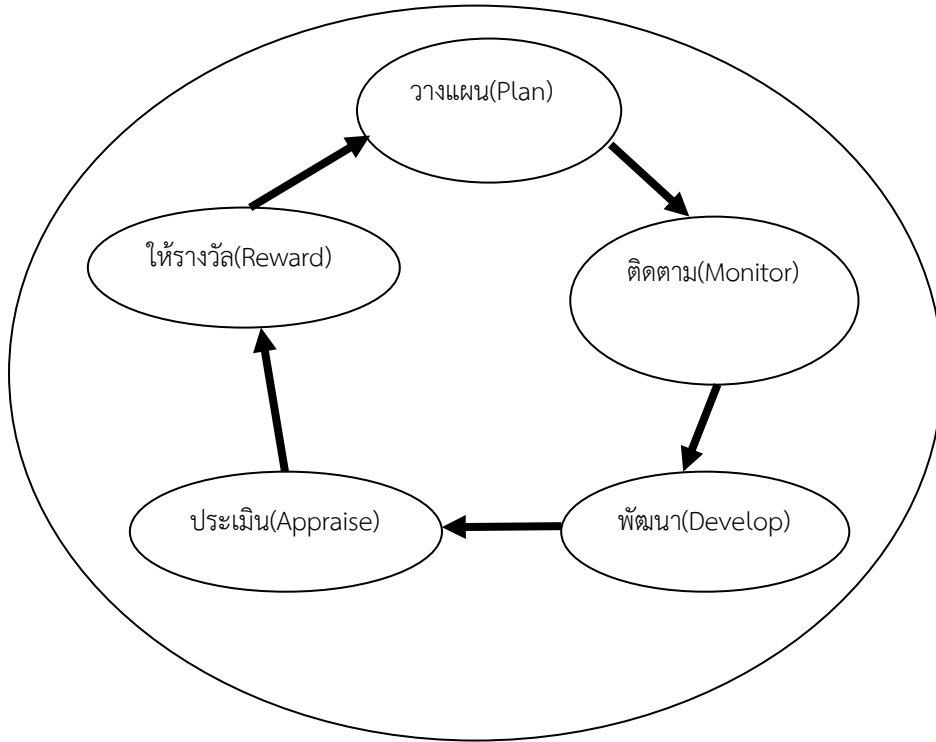 วางแผน(Plan)
ติดตาม(Monitor)
พัฒนา(Develop)
ประเมิน(Appraise)
ให้รางวัล(Reward)